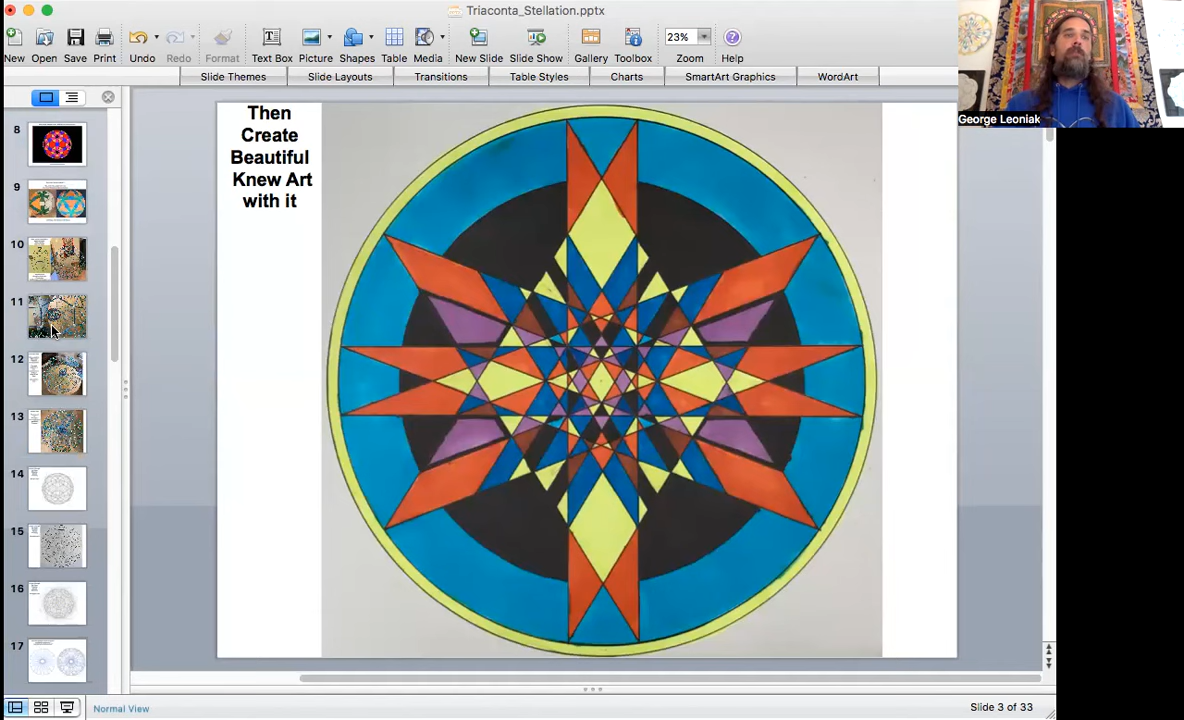 Triaconta_Stellation.pptx
New Open Save Print Undo Redo Format Text Box Picture Shapes Table Media New Slide Slide Show Gallery Toolbox 23% Zoom Help
Slide Themes Slide Layouts Transitions Table Styles Charts SmartArt Graphics WordArt
George Leoniak
Then
Create
Beautiful
Knew Art
with it
8
9
10
11
12
13
14
15
16
17
Normal View
Slide 3 of 33